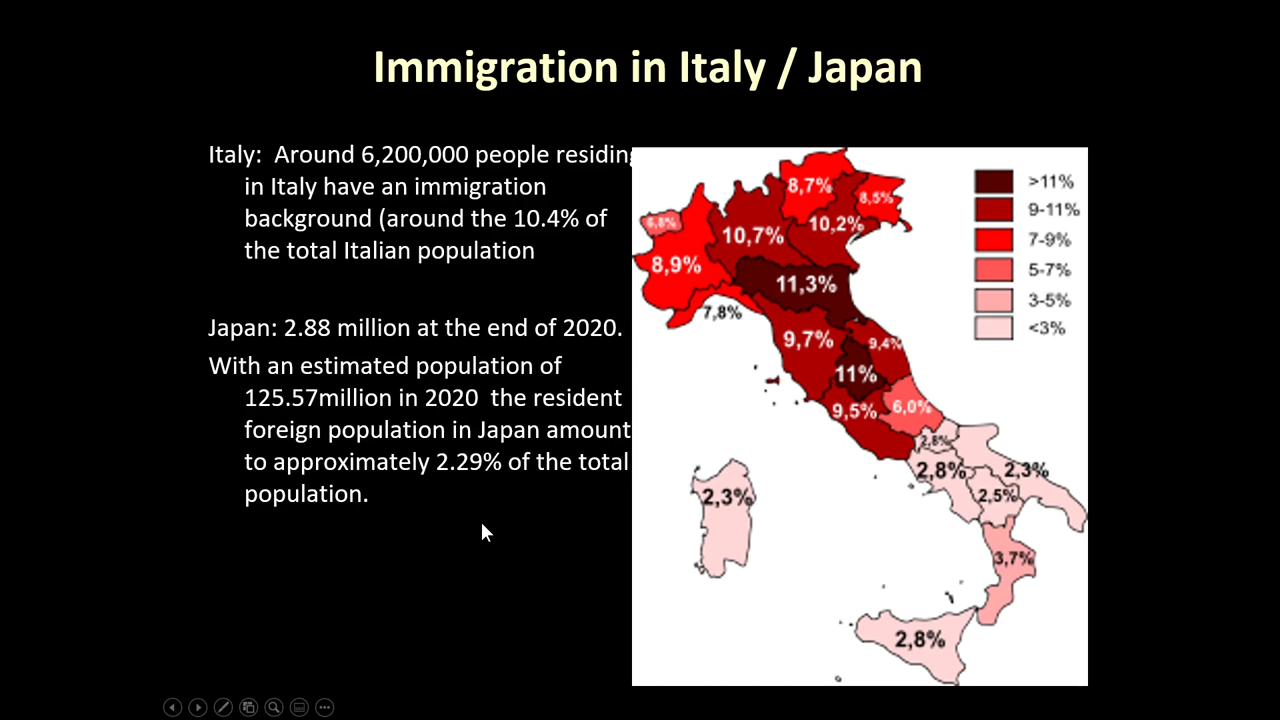 Immigration in Italy / Japan
Italy:  Around 6,200,000 people residing
in Italy have an immigration
background (around the 10.4% of
the total Italian population
Japan: 2.88 million at the end of 2020.
With an estimated population of
125.57million in 2020  the resident
foreign population in Japan amount
to approximately 2.29% of the total
population.
8,7%
8,5%
6,8%
10,7%
10,2%
8,9%
11,3%
7,8%
9,7%
9,4%
11%
9,5%
6,0%
2,8%
2,8%
2,3%
2,5%
2,3%
3,7%
2,8%
>11%
9-11%
7-9%
5-7%
3-5%
<3%